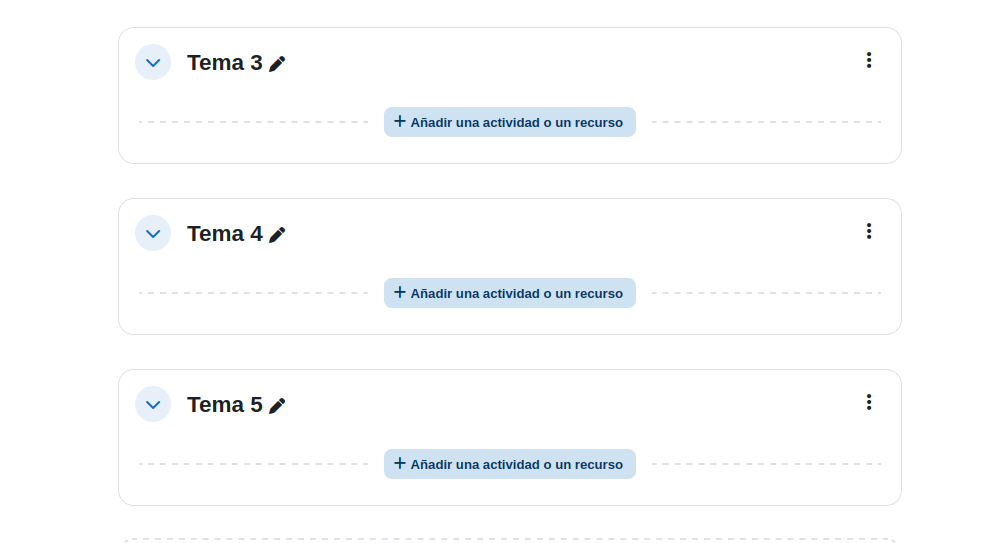 Tema 3
+ Añadir una actividad o un recurso
Tema 4
+ Añadir una actividad o un recurso
Tema 5
+ Añadir una actividad o un recurso